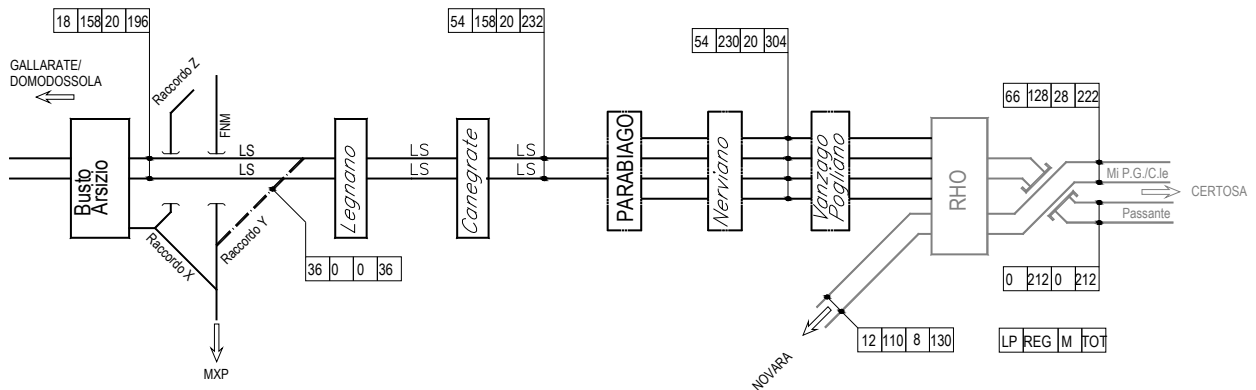 18 158 20 196
54 158 20 232
54 230 20 304
66 128 28 222
GALLARATE/
DOMODOSSOLA
Raccordo Z
FNM
LS
LS
LS
LS
LS
LS
Busto
Arsizio
Legnano
Canegrate
PARABIAGO
Nerviano
Vanzago
Pogliano
RHO
Mi P.G./C.le
CERTOSA
Passante
Raccordo X
Raccordo Y
36 0 0 36
0 212 0 212
12 110 8 130
LP REG M TOT
NOVARA
MXP